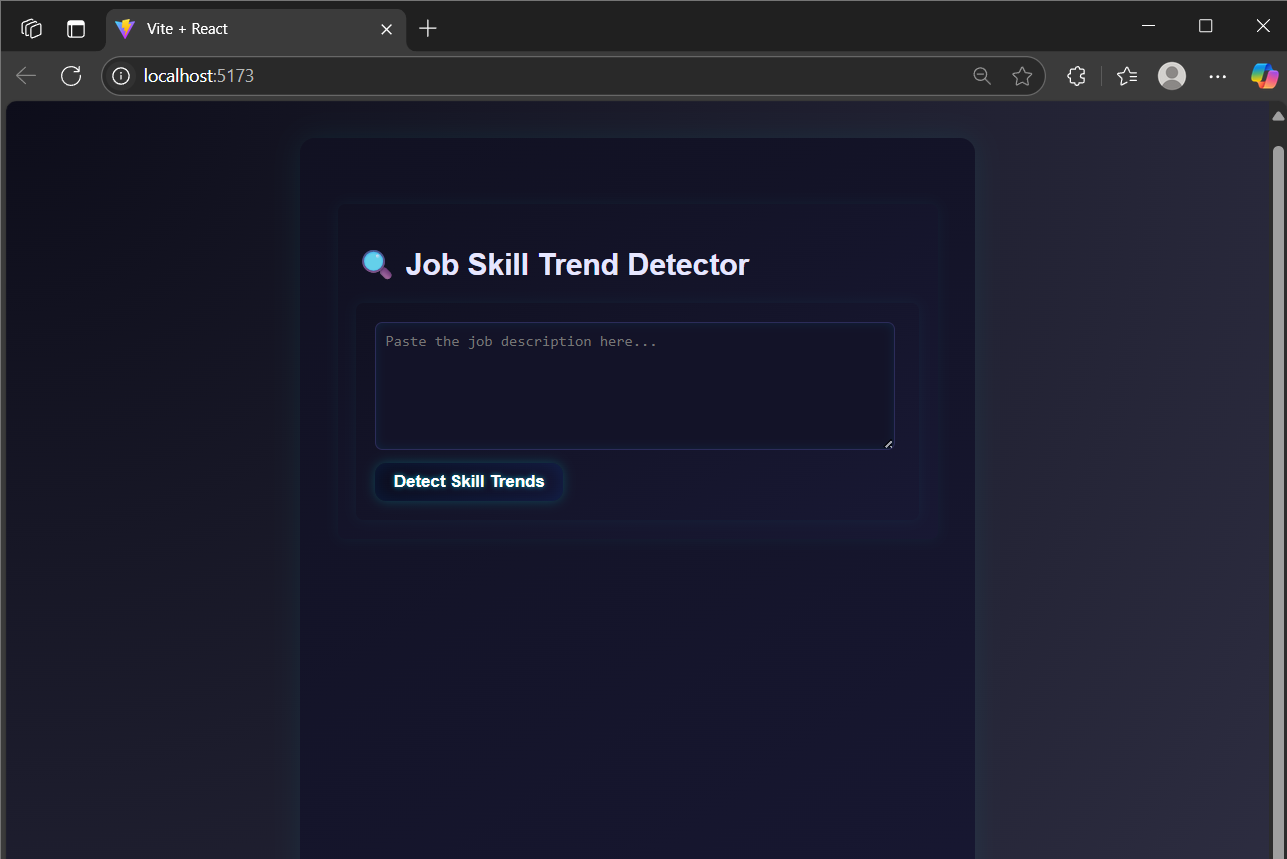 Vite + React
localhost:5173
Job Skill Trend Detector
Paste the job description here...
Detect Skill Trends